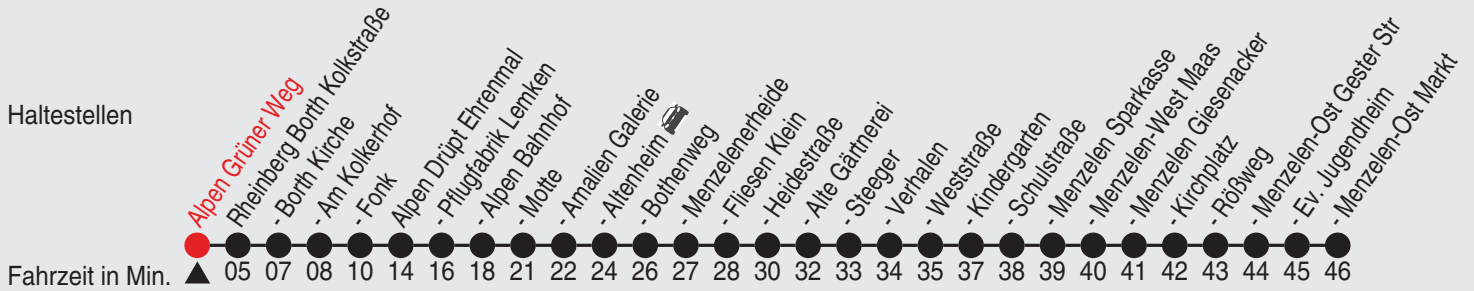 Haltestellen
Alpen Grüner Weg
Rheinberg Borth Kolkstraße
- Borth Kirche
- Am Kolkerhof
- Fonk
Alpen Drüpt Ehrenmal
- Pflugfabrik Lemken
- Alpen Bahnhof
- Motte
- Amalien Galerie
- Altenheim
- Bothenweg
- Menzelenerheide
- Fliesen Klein
- Heidestraße
- Alte Gärtnerei
- Steeger
- Verhalen
- Weststraße
- Kindergarten
- Schulstraße
- Menzelen Sparkasse
- Menzelen-West Maas
- Menzelen Giesenacker
- Kirchplatz
- Rößweg
- Menzelen-Ost Gester Str
- Ev. Jugendheim
- Menzelen-Ost Markt
Fahrzeit in Min. 05 07 08 10 14 16 18 21 22 24 26 27 28 30 32 33 34 35 37 38 39 40 41 42 43 44 45 46